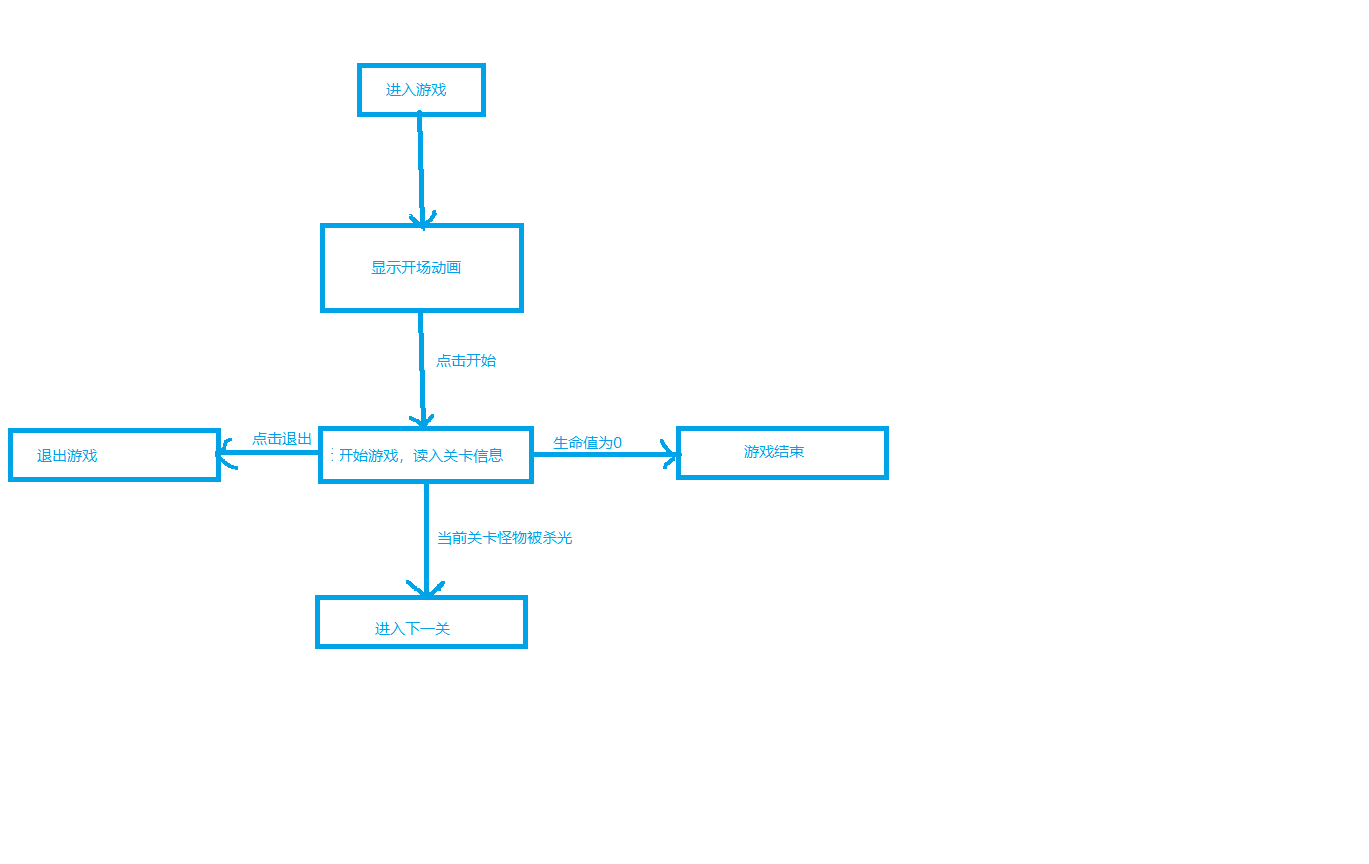 进入游戏
显示开场动画
点击开始
退出游戏
点击退出
开始游戏，读入关卡信息
生命值为0
游戏结束
当前关卡怪物被杀光
进入下一关